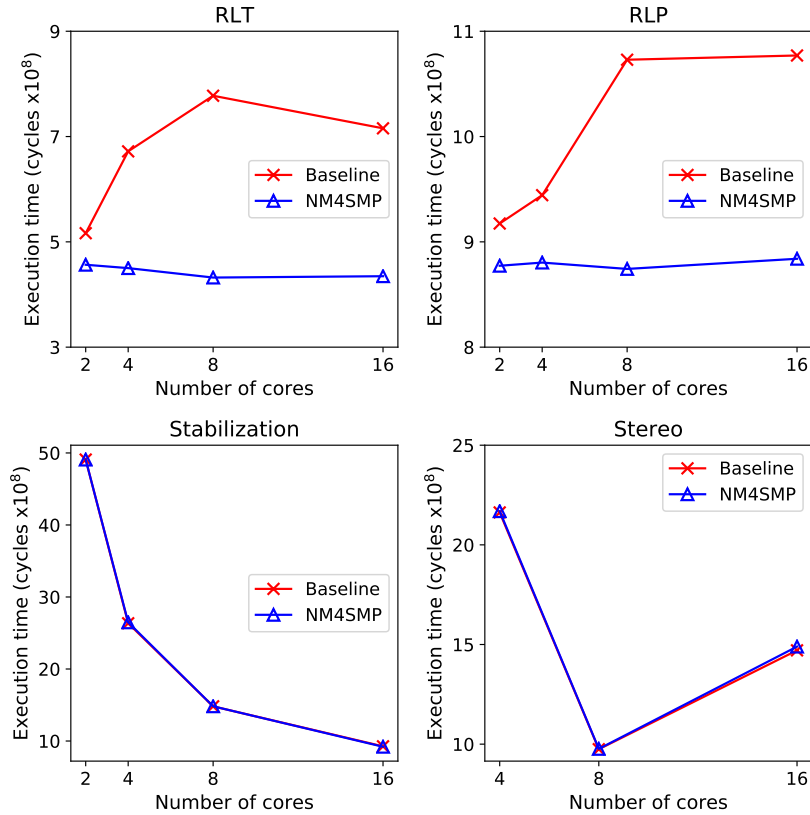 RLT
Execution time (cycles x10⁸)
9
7
5
3
Baseline
NM4SMP
2 4 8 16
Number of cores
RLP
Execution time (cycles x10⁸)
11
10
9
8
Baseline
NM4SMP
2 4 8 16
Number of cores
Stabilization
Execution time (cycles x10⁸)
50
40
30
20
10
Baseline
NM4SMP
2 4 8 16
Number of cores
Stereo
Execution time (cycles x10⁸)
25
20
15
10
Baseline
NM4SMP
4 8 16
Number of cores